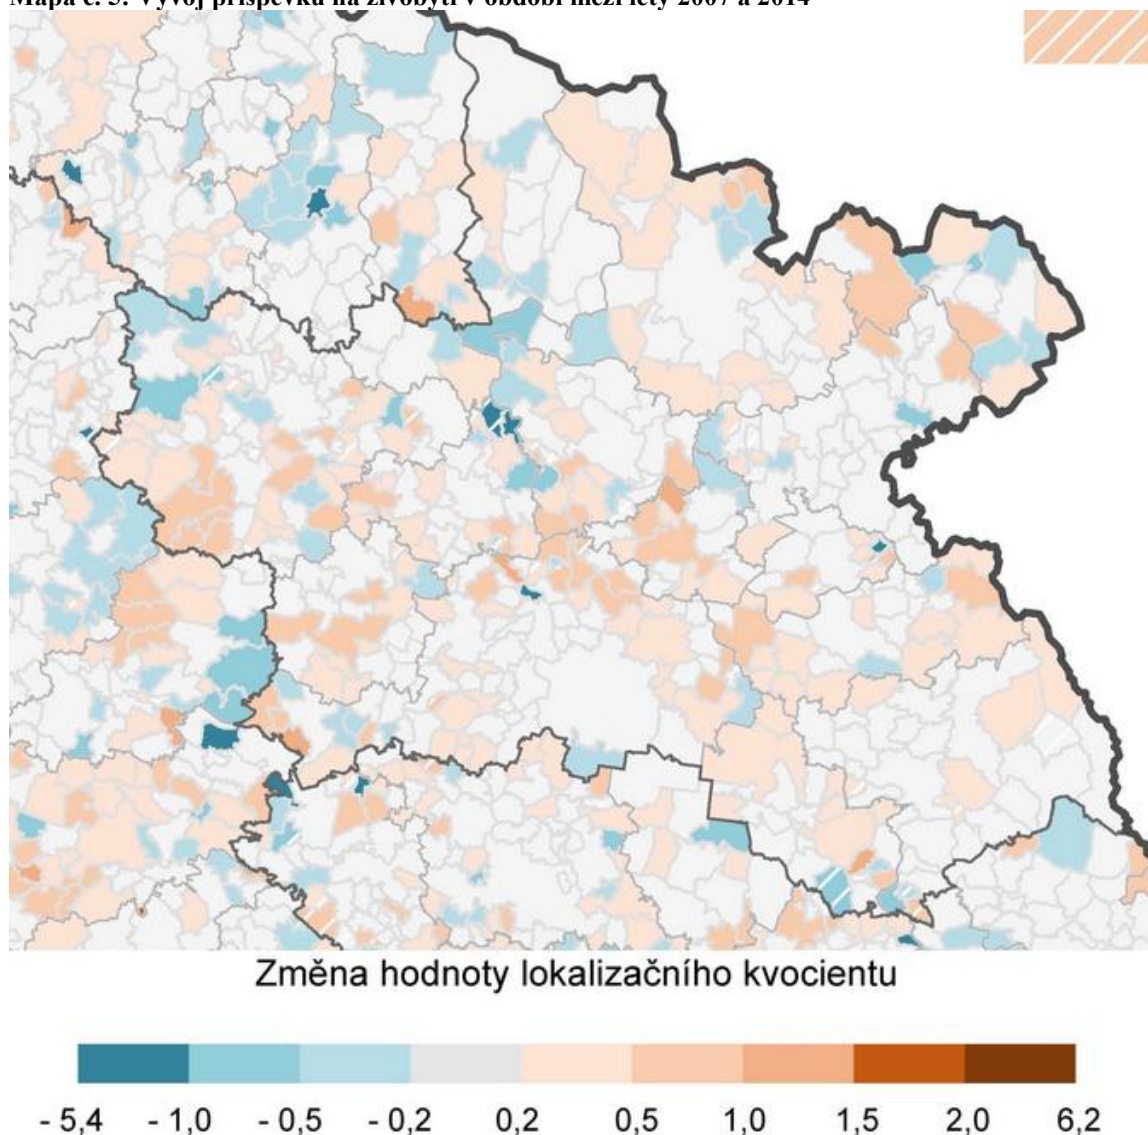 Mapa č. 5: Vývoj příspěvku na živobytí v období mezi lety 2007 a 2014
Změna hodnoty lokalizačního kvocientu
- 5,4 - 1,0 - 0,5 - 0,2 0,2 0,5 1,0 1,5 2,0 6,2